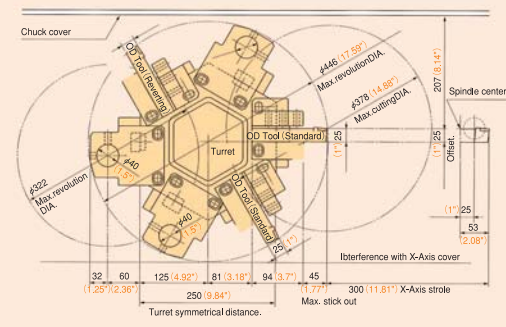 Chuck cover
OD Tool (Reverting)
φ446 (17.59")
Max.revolutionDIA.
φ378 (14.88")
Max.cuttingDIA.
207 (8.14")
Spindle center
OD Tool (Standard)
25
(1")
25
(1")
Offset.
Turret
φ40
(1.5")
φ322
Max.revolution
DIA.
OD Tool (Standard)
φ40
(1.5")
25
(1")
(1") 25
53
(2.08")
Ibterference with X-Axis cover
32 60 125 (4.92") 81 (3.18") 94 (3.7") 45
(1,25") (2,36") (1,77") 300 (11.81") X-Axis strole
250 (9.84") Max. stick out
Turret symmetrical distance.